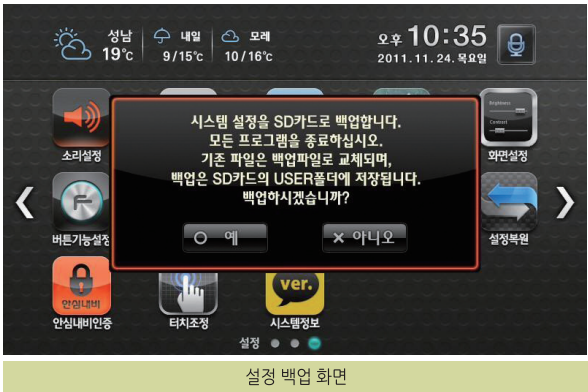 성남
19°c
내일
9/15°c
모레
10/16°c
오후 10:35
2011.11.24. 목요일
시스템 설정을 SD카드로 백업합니다.
모든 프로그램을 종료하십시오.
기존 파일은 백업파일로 교체되며,
백업은 SD카드의 USER폴더에 저장됩니다.
백업하시겠습니까?
예
아니오
소리설정
Brightness
Contrast
화면설정
버튼기능설정
설정복원
안심내비
안심내비인증
터치조정
ver.
시스템정보
설정
설정 백업 화면